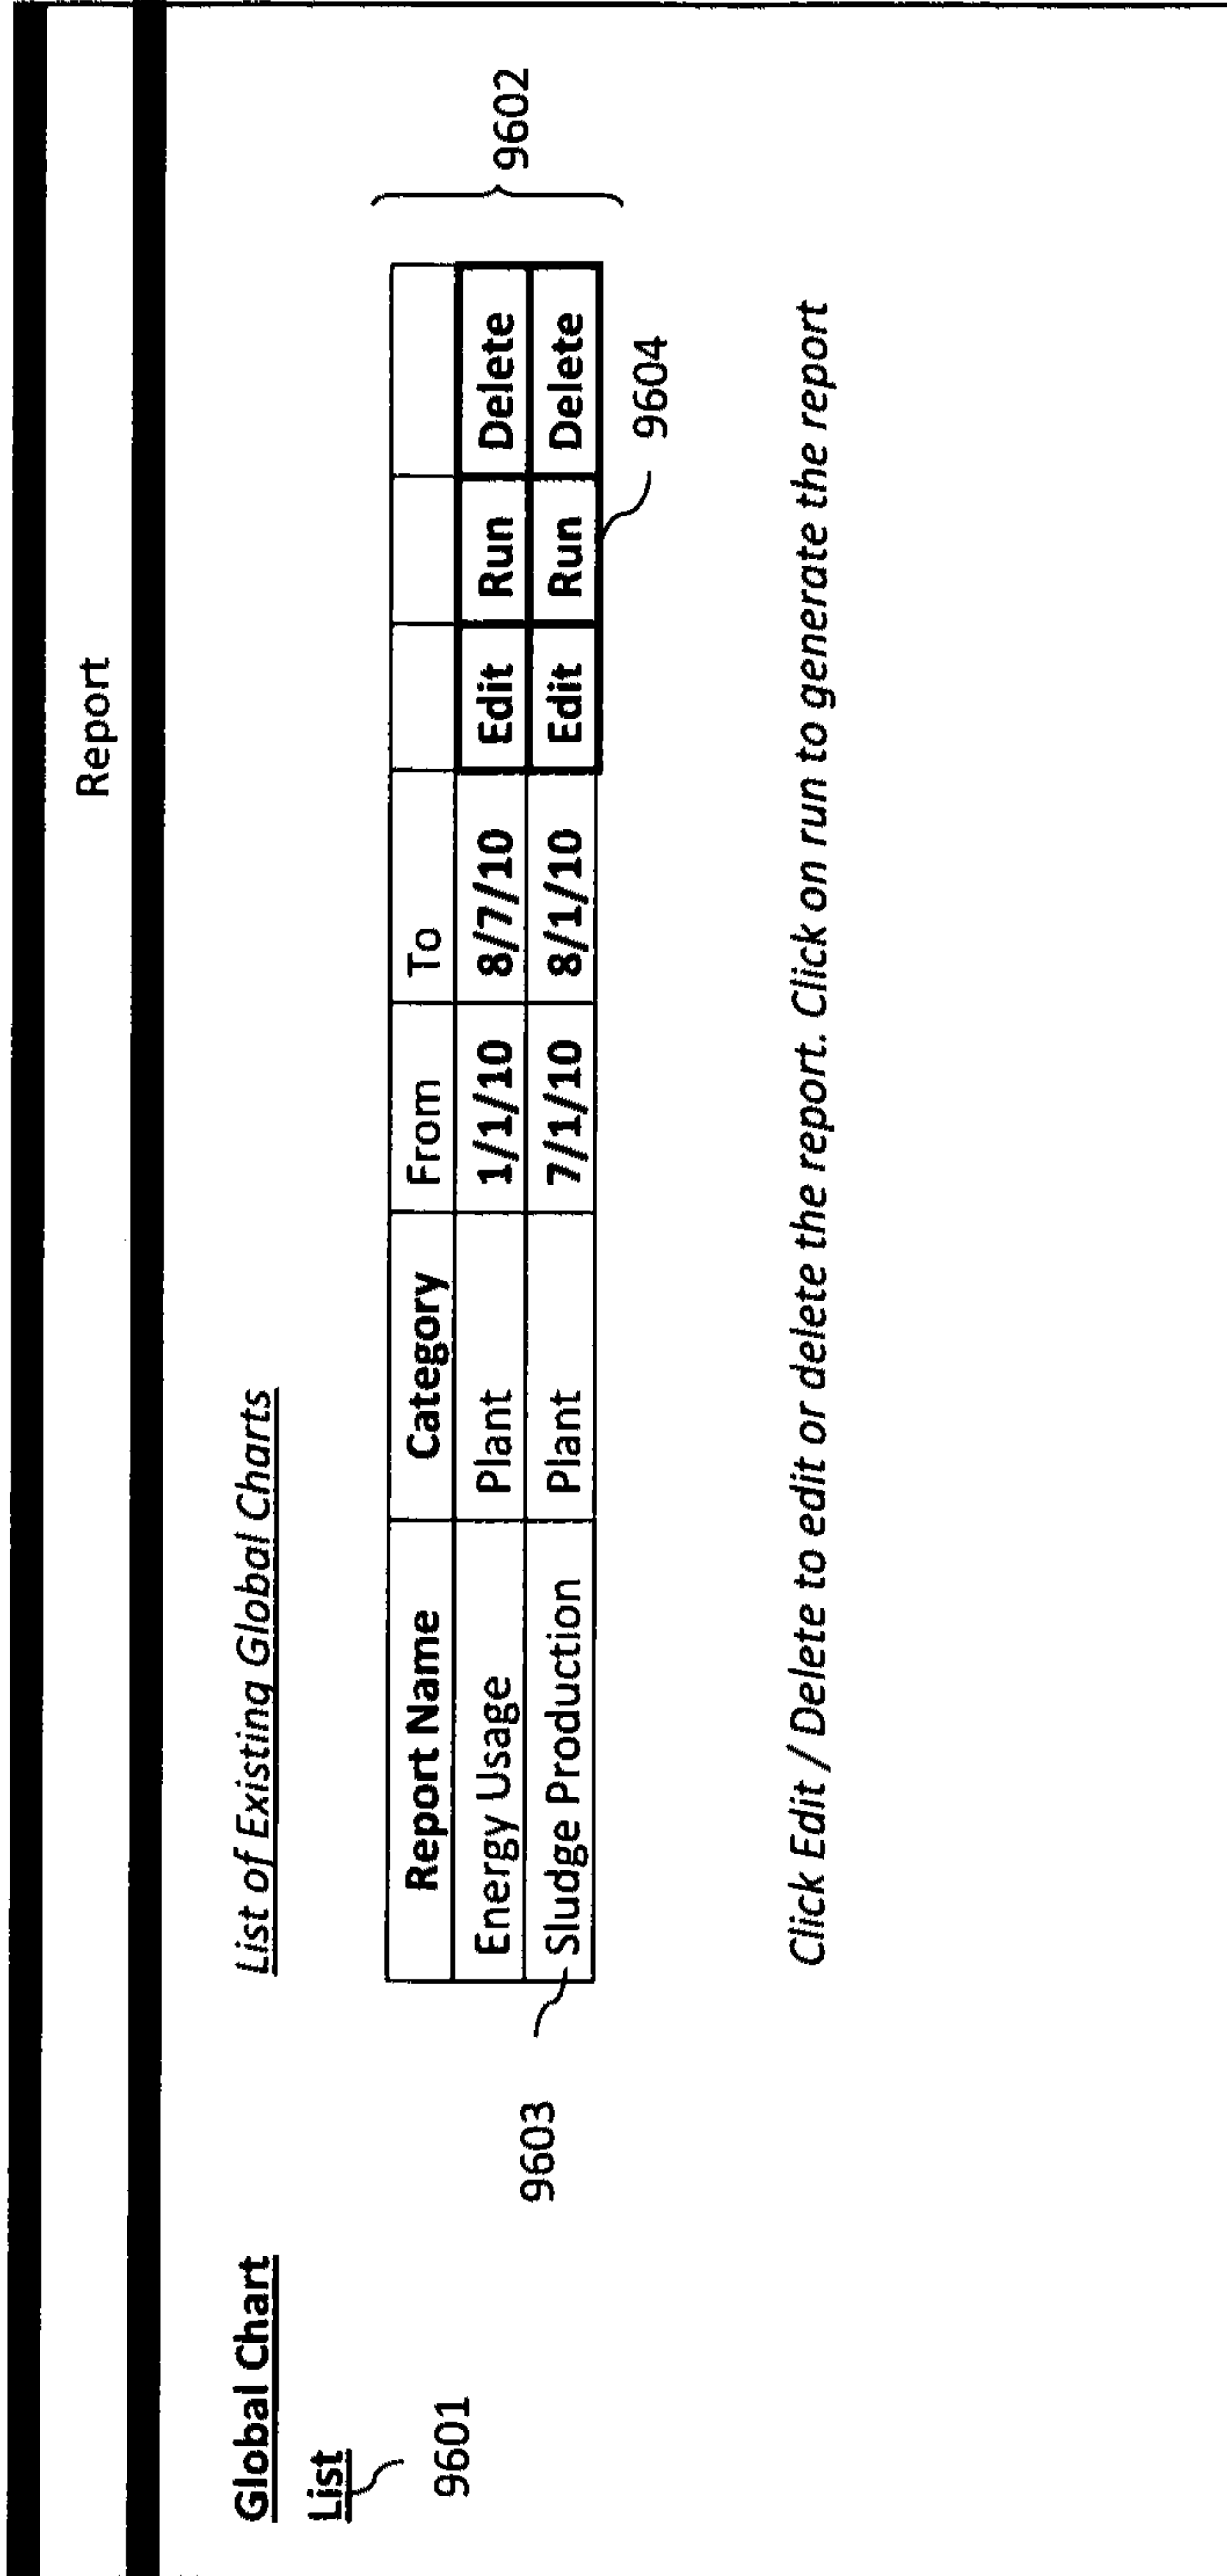 Report
Global Chart
List
9601
List of Existing Global Charts
Report Name Category From To
Energy Usage Plant 1/1/10 8/7/10 Edit Run Delete
Sludge Production Plant 7/1/10 8/1/10 Edit Run Delete
9602
9603
9604
Click Edit / Delete to edit or delete the report. Click on run to generate the report